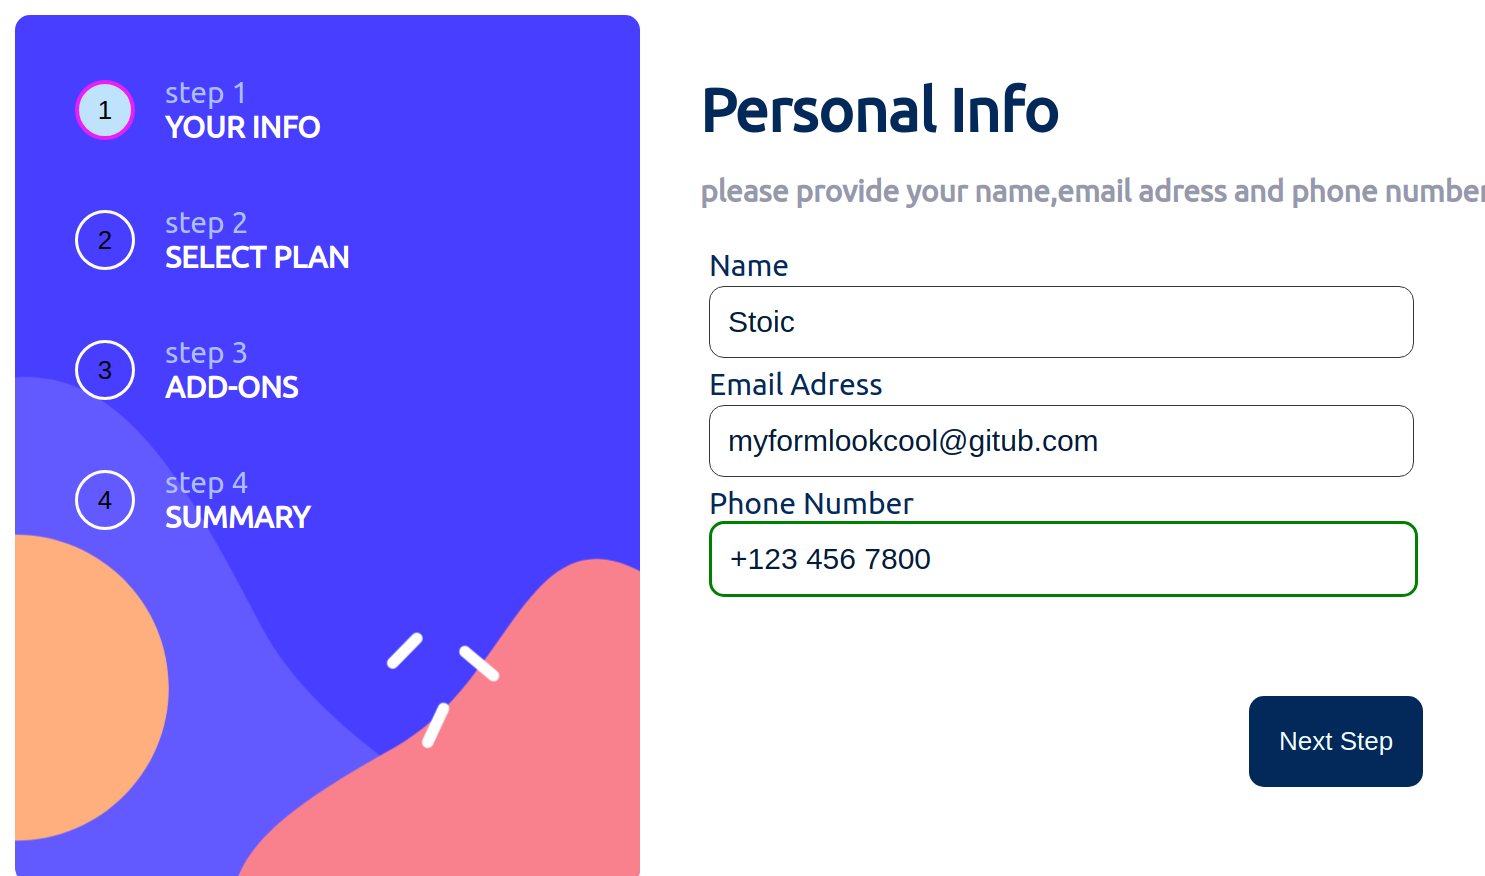 1
step 1
YOUR INFO
2
step 2
SELECT PLAN
3
step 3
ADD-ONS
4
step 4
SUMMARY
Personal Info
please provide your name,email adress and phone number
Name
Stoic
Email Adress
myformlookcool@gitub.com
Phone Number
+123 456 7800
Next Step